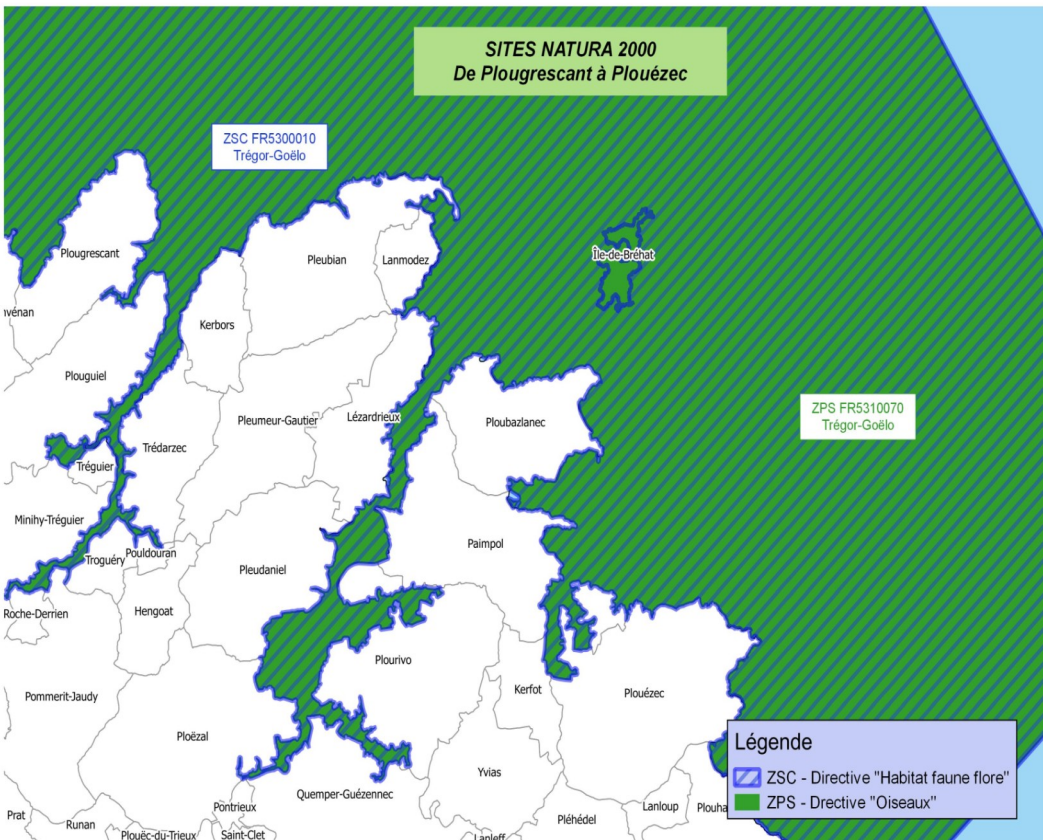 SITES NATURA 2000
De Plougrescant à Plouézec
ZSC FR5300010
Trégor-Goëlo
Plougrescant
Pleubian
Lanmodez
Île-de-Bréhat
Kerbors
Plouguiel
Pleumeur-Gautier
Lézardrieux
Ploubazlanec
ZPS FR5310070
Trégor-Goëlo
Trédarzec
Tréguier
Minihy-Tréguier
Troguéry
Pouldouran
Pleudaniel
Paimpol
Roche-Derrien
Hengoat
Plourivo
Pommerit-Jaudy
Kerfot
Plouézec
Ploëzal
Yvias
Quemper-Guézennec
Pontrieux
Prat
Runan
Plouëc-du-Trieux
Saint-Clet
Lanleff
Pléhédel
Lanloup
Plouha
Légende
ZSC - Directive "Habitat faune flore"
ZPS - Drective "Oiseaux"